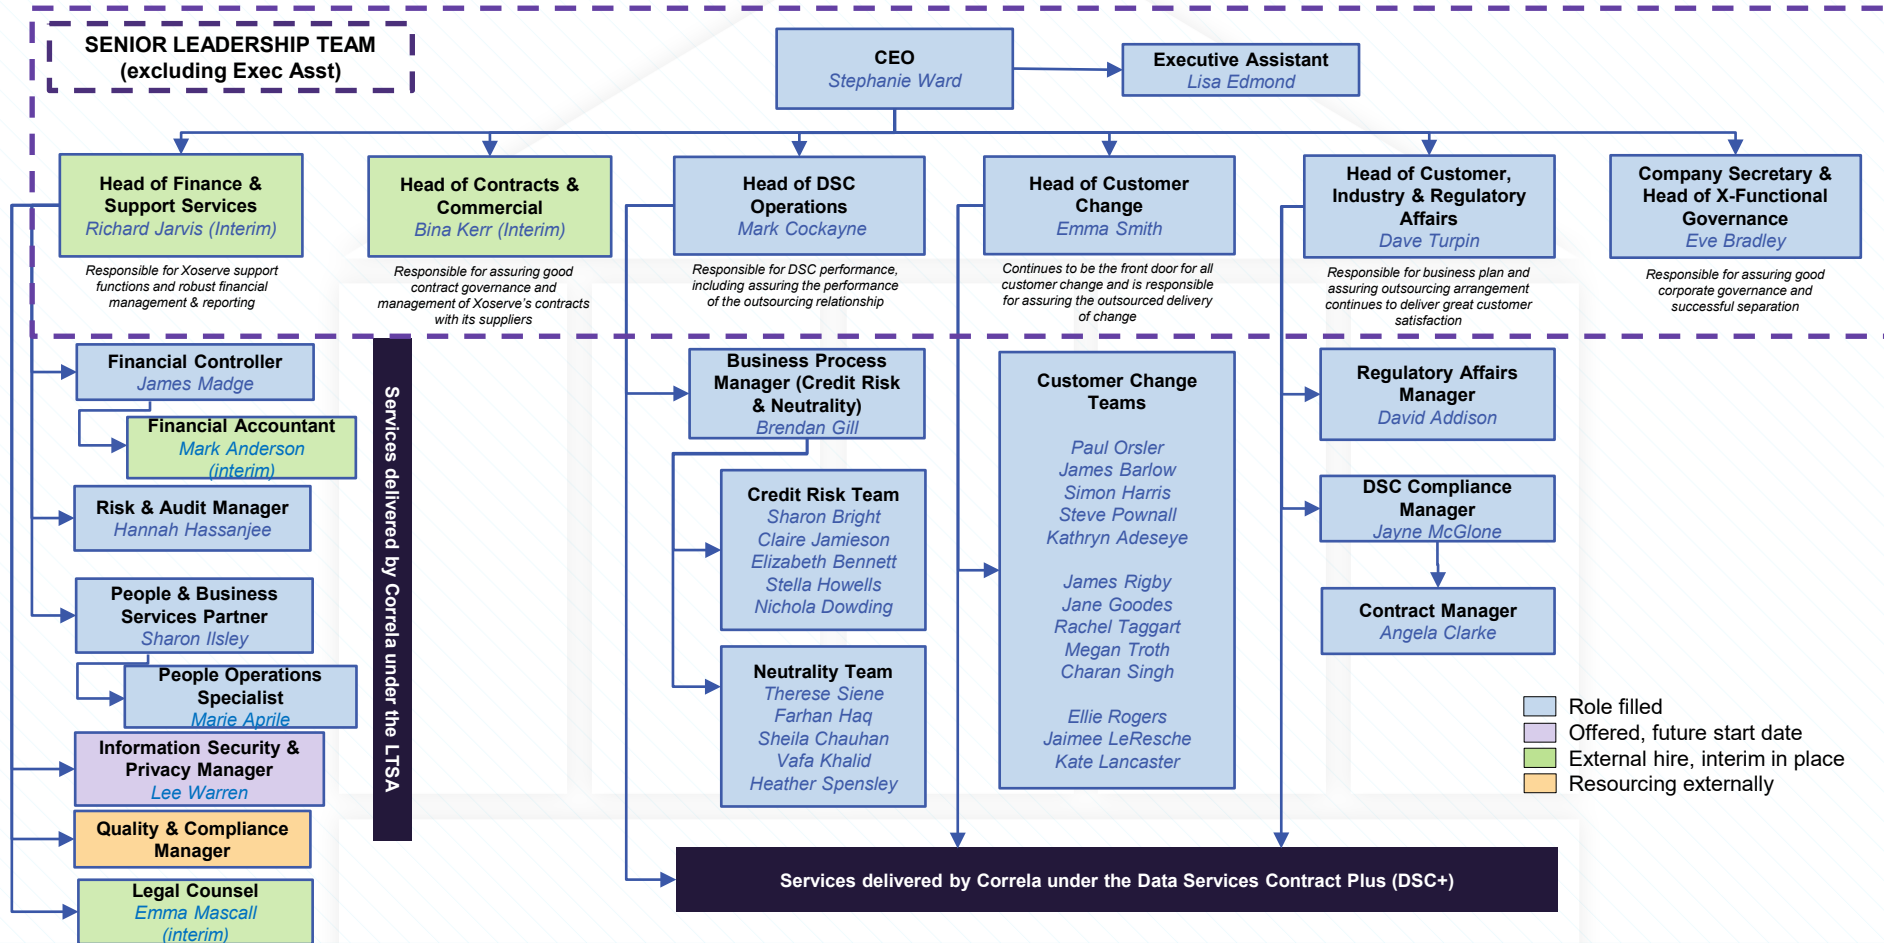 SENIOR LEADERSHIP TEAM
(excluding Exec Asst)
CEO
Stephanie Ward
Executive Assistant
Lisa Edmond
Head of Finance &
Support Services
Richard Jarvis (Interim)
Responsible for Xoserve support
functions and robust financial
management & reporting
Head of Contracts &
Commercial
Bina Kerr (Interim)
Responsible for assuring good
contract governance and
management of Xoserve's contracts
with its suppliers
Head of DSC
Operations
Mark Cockayne
Responsible for DSC performance,
including assuring the performance
of the outsourcing relationship
Head of Customer
Change
Emma Smith
Continues to be the front door for all
customer change and is responsible
for assuring the outsourced delivery
of change
Head of Customer,
Industry & Regulatory
Affairs
Dave Turpin
Responsible for business plan and
assuring outsourcing arrangement
continues to deliver great customer
satisfaction
Company Secretary &
Head of X-Functional
Governance
Eve Bradley
Responsible for assuring good
corporate governance and
successful separation
Financial Controller
James Madge
Financial Accountant
Mark Anderson
(interim)
Risk & Audit Manager
Hannah Hassanjee
People & Business
Services Partner
Sharon Ilsley
People Operations
Specialist
Marie Aprile
Information Security &
Privacy Manager
Lee Warren
Quality & Compliance
Manager
Legal Counsel
Emma Mascall
(interim)
Services delivered by Correla under the LTSA
Business Process
Manager (Credit Risk
& Neutrality)
Brendan Gill
Credit Risk Team
Sharon Bright
Claire Jamieson
Elizabeth Bennett
Stella Howells
Nichola Dowding
Neutrality Team
Therese Siene
Farhan Haq
Sheila Chauhan
Vafa Khalid
Heather Spensley
Customer Change
Teams
Paul Orsler
James Barlow
Simon Harris
Steve Pownall
Kathryn Adeseye
James Rigby
Jane Goodes
Rachel Taggart
Megan Troth
Charan Singh
Ellie Rogers
Jaimee LeResche
Kate Lancaster
Regulatory Affairs
Manager
David Addison
DSC Compliance
Manager
Jayne McGlone
Contract Manager
Angela Clarke
Role filled
Offered, future start date
External hire, interim in place
Resourcing externally
Services delivered by Correla under the Data Services Contract Plus (DSC+)